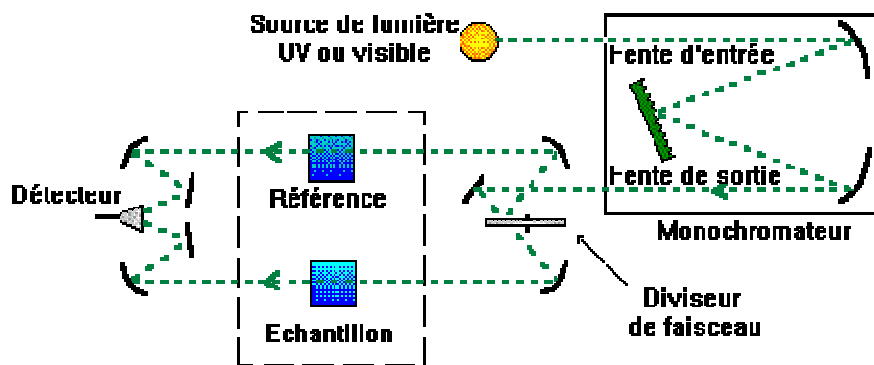 Source de lumière
UV ou visible
Fente d'entrée
Fente de sortie
Monochromateur
Détecteur
Référence
Echantillon
Diviseur
de faisceau